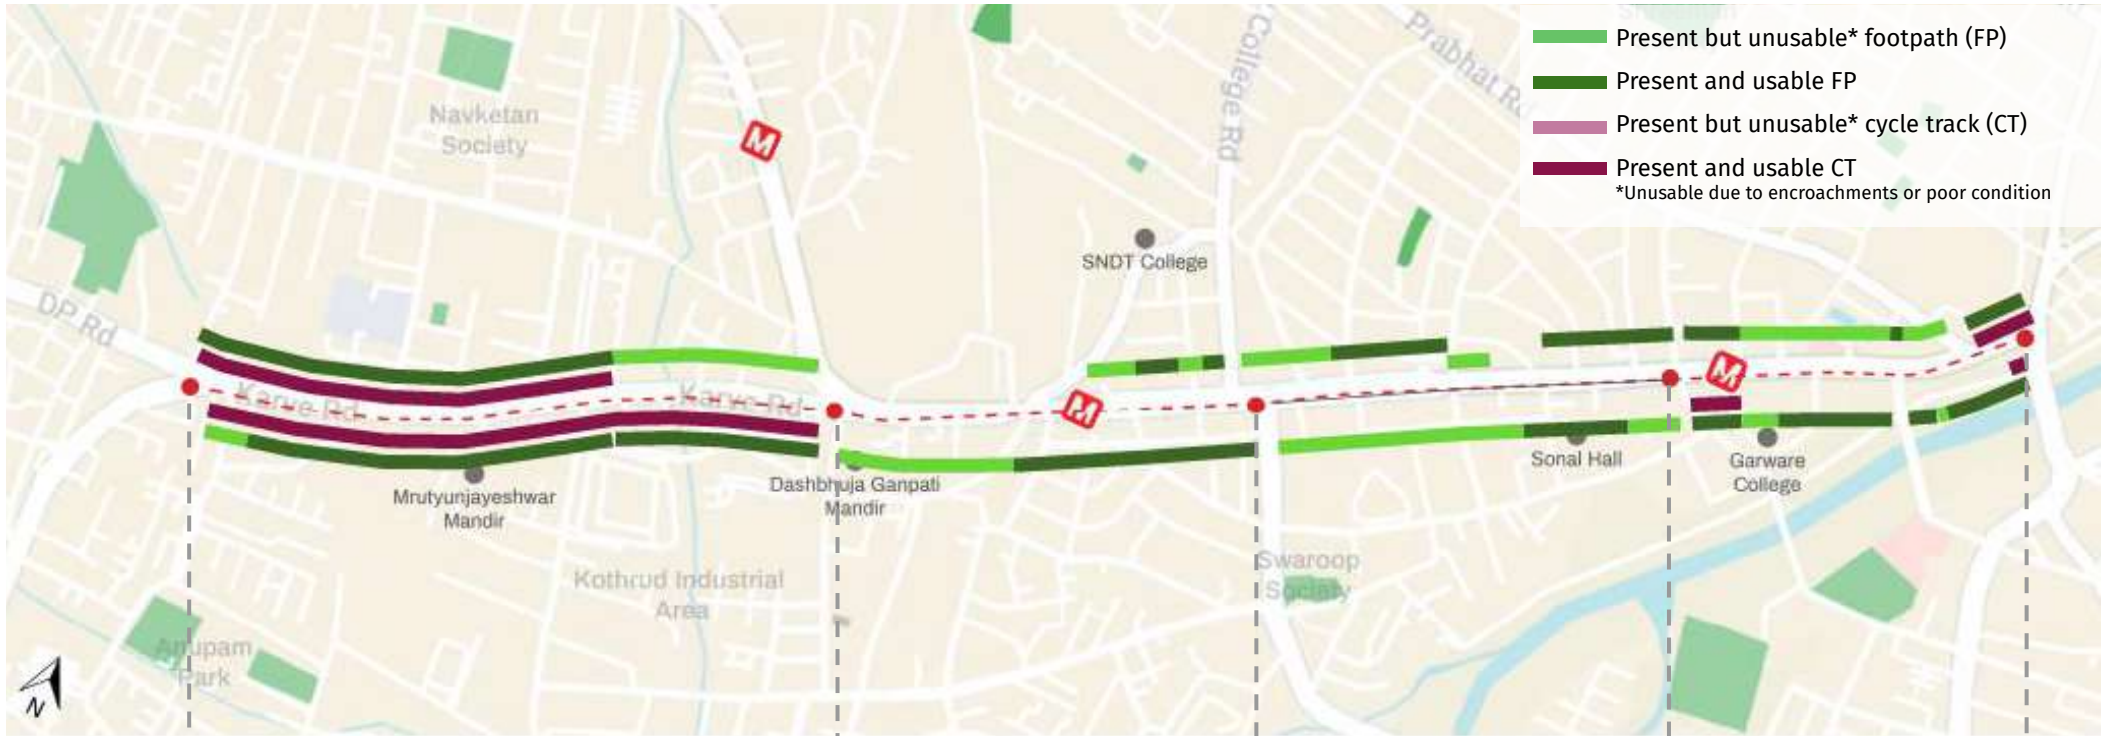 Present but unusable* footpath (FP)
Present and usable FP
Present but unusable* cycle track (CT)
Present and usable CT
*Unusable due to encroachments or poor condition
College Rd
Prabhat Rd
Navketan
Society
M
SNDT College
DP Rd
Karve Rd
Karve Rd
M
M
Mrutyunjayeshwar
Mandir
Dashbhuja Ganpati
Mandir
Sonal Hall
Garware
College
Kothrud Industrial
Area
Swaroop
Society
Anupam
Park
N